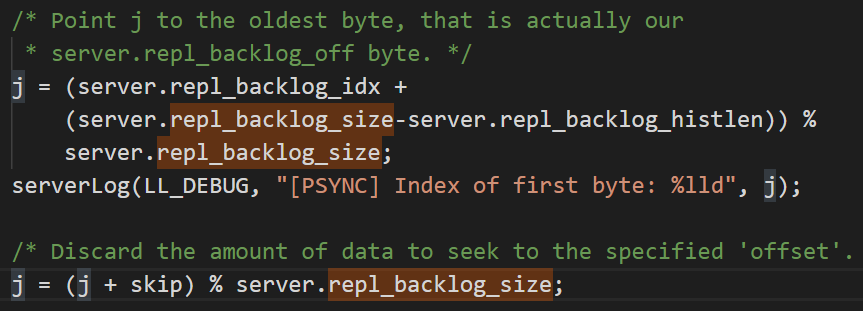 /* Point j to the oldest byte, that is actually our
 * server.repl_backlog_off byte. */
j = (server.repl_backlog_idx +
    (server.repl_backlog_size-server.repl_backlog_histlen)) %
    server.repl_backlog_size;
serverLog(LL_DEBUG, "[PSYNC] Index of first byte: %lld", j);

/* Discard the amount of data to seek to the specified 'offset'.
j = (j + skip) % server.repl_backlog_size;